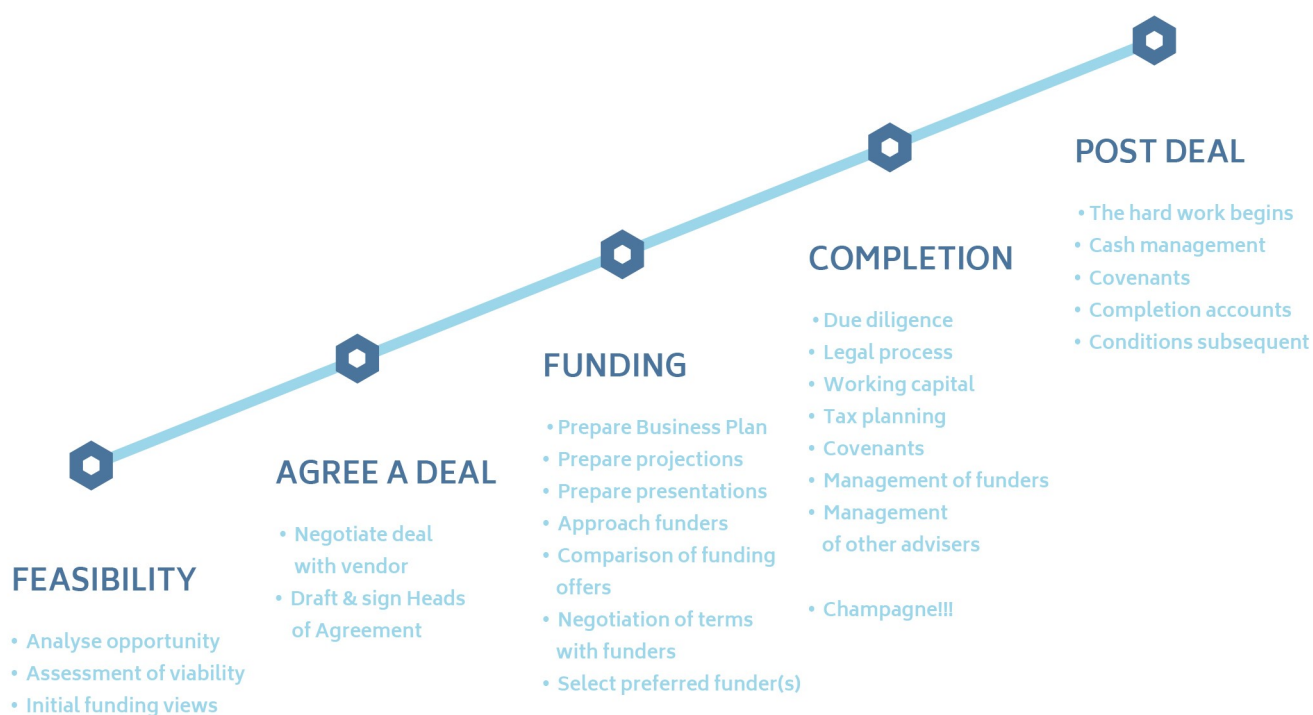 FEASIBILITY
• Analyse opportunity
• Assessment of viability
• Initial funding views
AGREE A DEAL
• Negotiate deal
with vendor
• Draft & sign Heads
of Agreement
FUNDING
• Prepare Business Plan
• Prepare projections
• Prepare presentations
• Approach funders
• Comparison of funding
offers
• Negotiation of terms
with funders
• Select preferred funder(s)
COMPLETION
• Due diligence
• Legal process
• Working capital
• Tax planning
• Covenants
• Management of funders
• Management
of other advisers
• Champagne!!!
POST DEAL
• The hard work begins
• Cash management
• Covenants
• Completion accounts
• Conditions subsequent